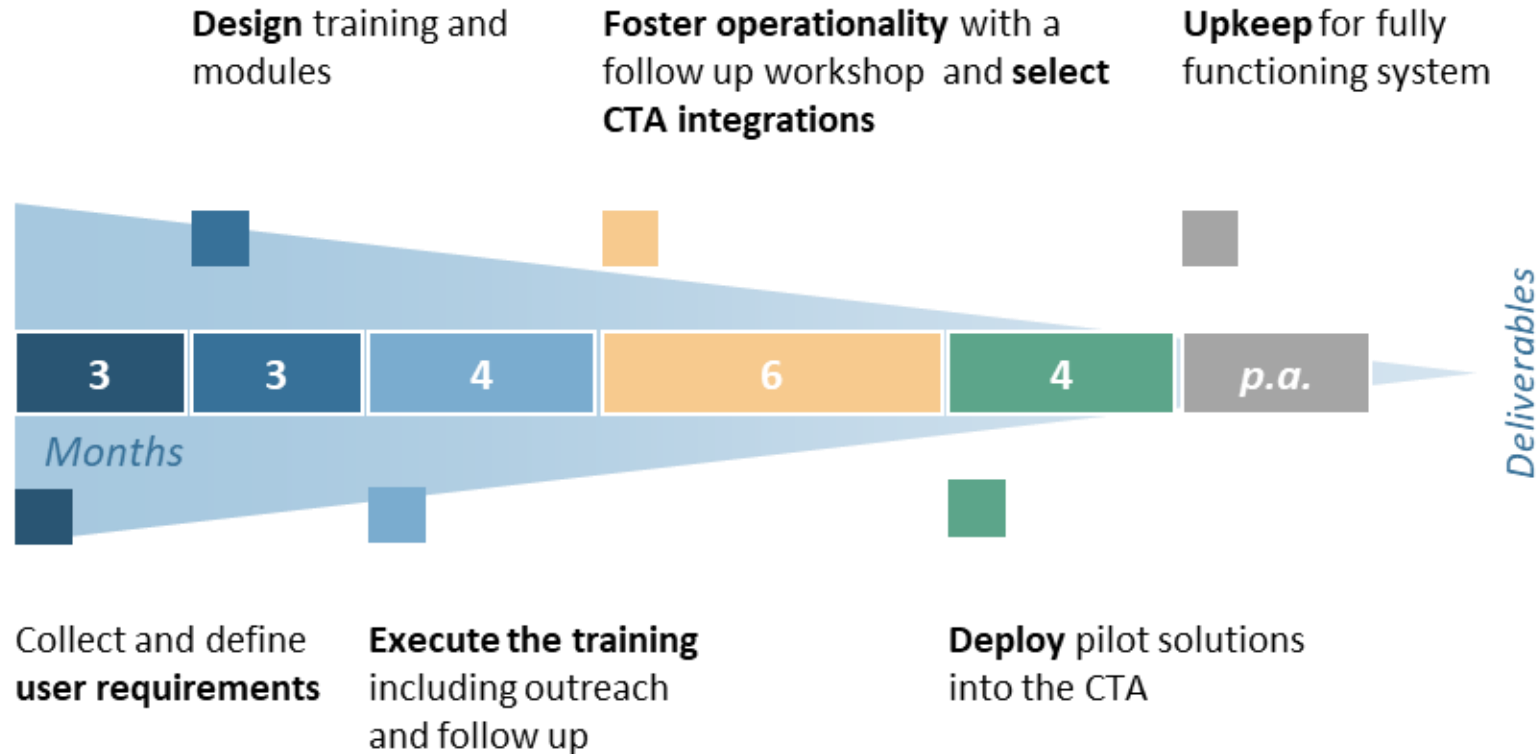 Design training and
modules
Foster operationality with a
follow up workshop and select
CTA integrations
Upkeep for fully
functioning system
3
3
4
6
4
p.a.
Months
Deliverables
Collect and define
user requirements
Execute the training
including outreach
and follow up
Deploy pilot solutions
into the CTA